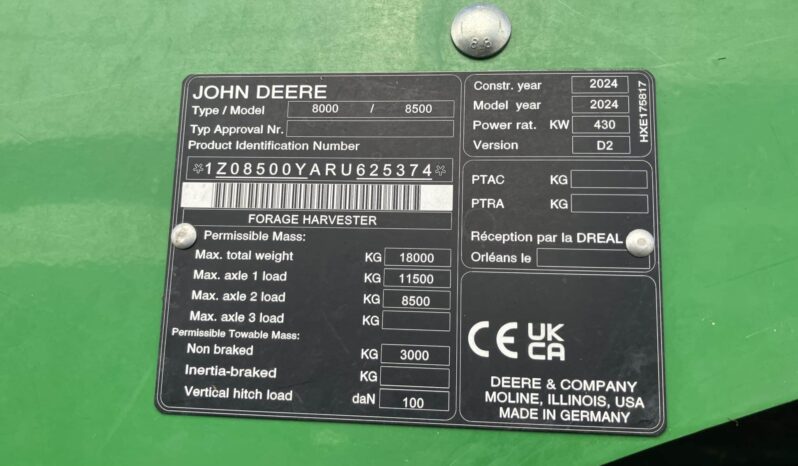 8.8
JOHN DEERE
Type / Model 8000 / 8500
Typ Approval Nr.
Product Identification Number
*1Z08500YARU625374*
FORAGE HARVESTER
Permissible Mass:
Max. total weight KG 18000
Max. axle 1 load KG 11500
Max. axle 2 load KG 8500
Max. axle 3 load KG
Permissible Towable Mass:
Non braked KG 3000
Inertia-braked KG
Vertical hitch load daN 100
Constr. year 2024
Model year 2024
Power rat. KW 430
Version D2
HXE175817
PTAC KG
PTRA KG
Réception par la DREAL
Orléans le
CE UK
CA
DEERE & COMPANY
MOLINE, ILLINOIS, USA
MADE IN GERMANY